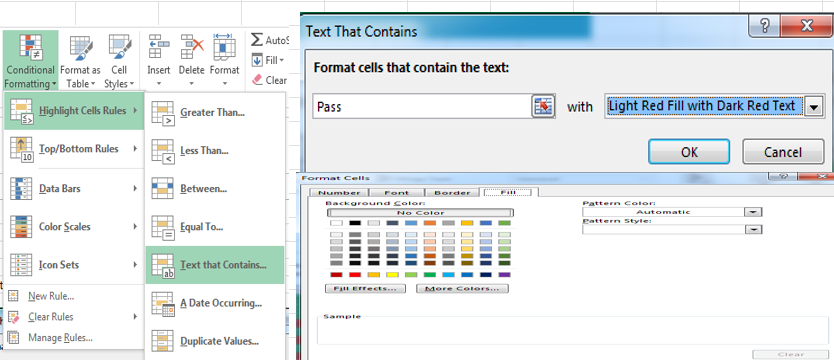 Conditional Formatting
Format as Table
Cell Styles
Insert
Delete
Format
AutoS
Fill
Clear
Highlight Cells Rules
Top/Bottom Rules
Data Bars
Color Scales
Icon Sets
New Rule...
Clear Rules
Manage Rules...
Greater Than...
Less Than...
Between...
Equal To...
Text that Contains...
A Date Occurring...
Duplicate Values...
Text That Contains
Format cells that contain the text:
Pass with Light Red Fill with Dark Red Text
OK Cancel
Format Cells
Number Font Border Fill
Background Color:
No Color
Fill Effects... More Colors...
Pattern Color:
Automatic
Pattern Style:
Sample
Clear